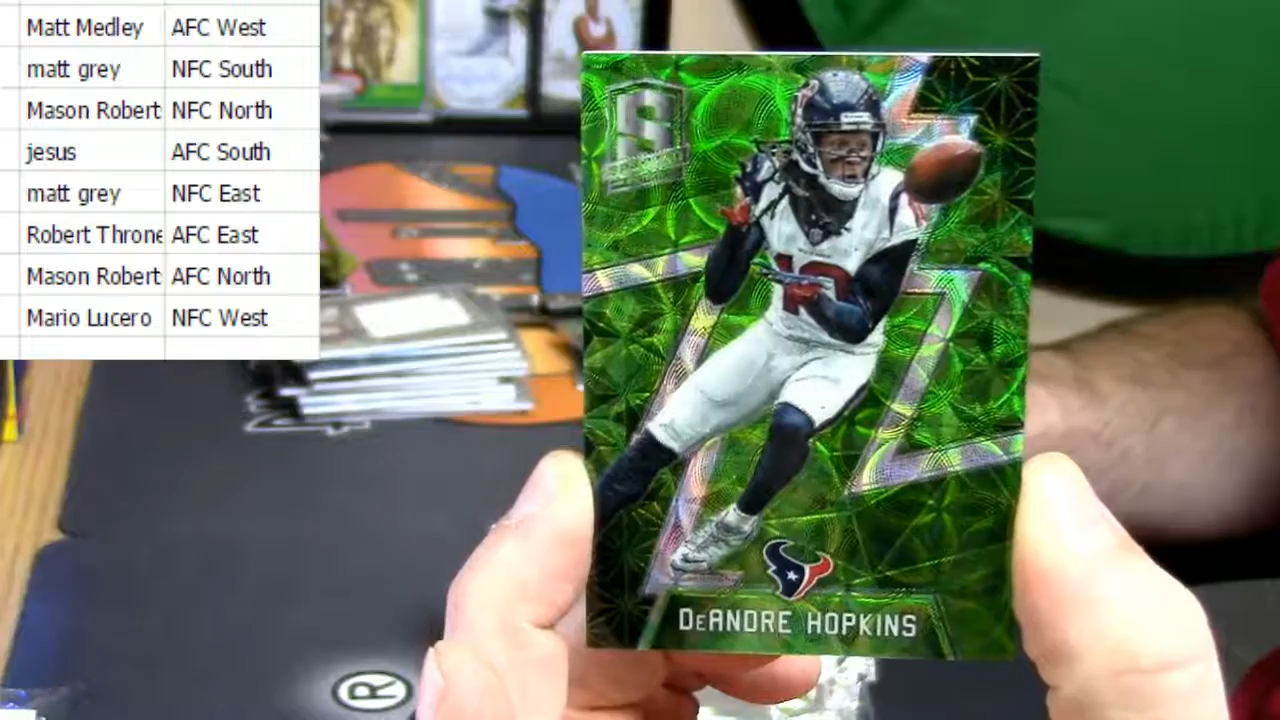 Matt Medley AFC West
matt grey NFC South
Mason Robert NFC North
jesus AFC South
matt grey NFC East
Robert Throne AFC East
Mason Robert AFC North
Mario Lucero NFC West
S
10
DeANDRE HOPKINS
®